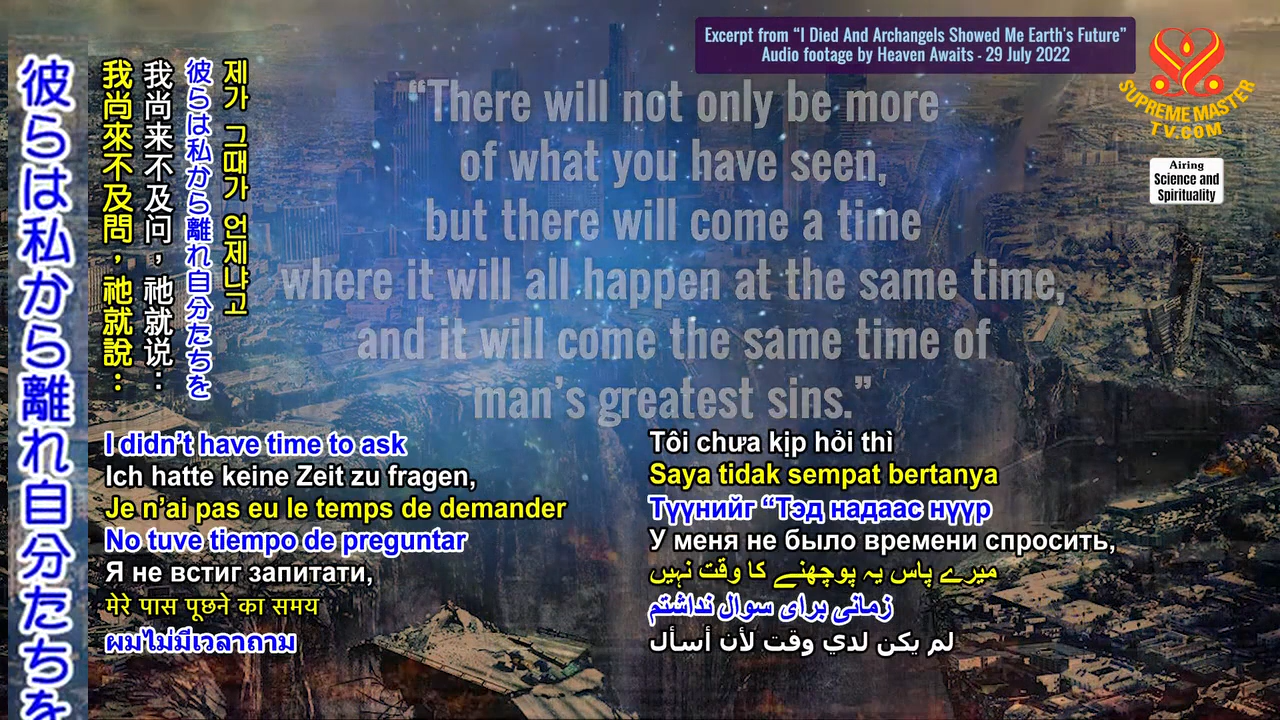 Excerpt from “I Died And Archangels Showed Me Earth’s Future”
Audio footage by Heaven Awaits - 29 July 2022
SUPREME MASTER
TV.COM
Airing
Science and
Spirituality
“There will not only be more
of what you have seen,
but there will come a time
where it will all happen at the same time,
and it will come the same time of
man’s greatest sins.”
彼らは私から離れ自分たちを
我尚來不及問，祂就說：
我尚来不及问，祂就说：
彼らは私から離れ自分たちを
제가 그때가 언제냐고
I didn’t have time to ask
Ich hatte keine Zeit zu fragen,
Je n’ai pas eu le temps de demander
No tuve tiempo de preguntar
Я не встиг запитати,
मेरे पास पूछने का समय
ผมไม่มีเวลาถาม
Tôi chưa kịp hỏi thì
Saya tidak sempat bertanya
Түүнийг “Тэд надаас нүүр
У меня не было времени спросить,
میرے پاس یہ پوچھنے کا وقت نہیں
زمانی برای سوال نداشتم
لم يكن لدي وقت لأن أسأل